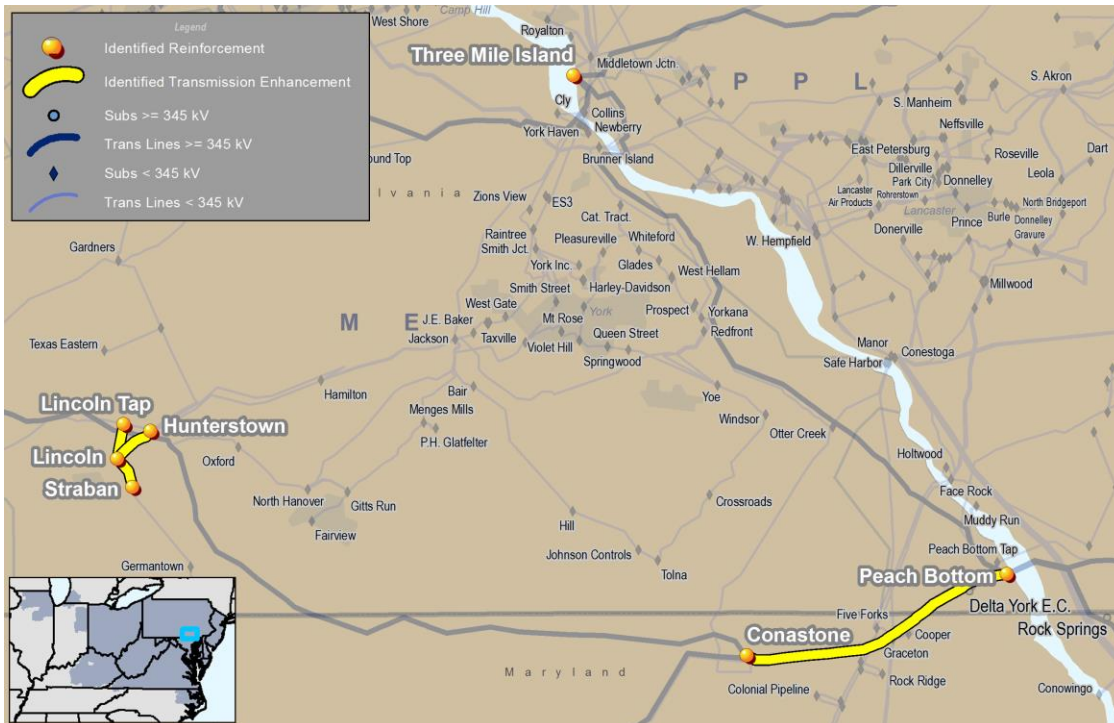 Legend
Identified Reinforcement
Identified Transmission Enhancement
Subs >= 345 kV
Trans Lines >= 345 kV
Subs < 345 kV
Trans Lines < 345 kV
Camp Hill
West Shore
Royalton
Three Mile Island
Middletown Jctn
P P L
S. Akron
S. Manheim
Cly
Collins
York Haven
Newberry
Neffsville
Brunner Island
East Petersburg
Roseville
Dart
Dillerville
Park City
Donnelley
Leola
Lancaster
Air Products
Rohrerstown
Lancaster
North Bridgeport
Prince
Burle
Donnelley
Gravure
Donerville
ound Top
lvania
Zions View
ES3
Cat. Tract.
Raintree
Smith Jct.
Pleasureville
Whiteford
W. Hempfield
Gardners
York Inc.
Glades
West Hellam
Millwood
Smith Street
Harley-Davidson
West Gate
York
Prospect
Yorkana
M E
J.E. Baker
Mt Rose
Jackson
Taxville
Queen Street
Redfront
Violet Hill
Springwood
Texas Eastern
Manor
Conestoga
Safe Harbor
Hamilton
Bair
Yoe
Lincoln Tap
Menges Mills
Windsor
Hunterstown
P.H. Glatfelter
Otter Creek
Lincoln
Oxford
Holtwood
Straban
Face Rock
North Hanover
Gitts Run
Crossroads
Fairview
Hill
Muddy Run
Johnson Controls
Peach Bottom Tap
Germantown
Tolna
Peach Bottom
Delta York E.C.
Five Forks
Rock Springs
Conastone
Cooper
Graceton
Maryland
Rock Ridge
Colonial Pipeline
Conowingo